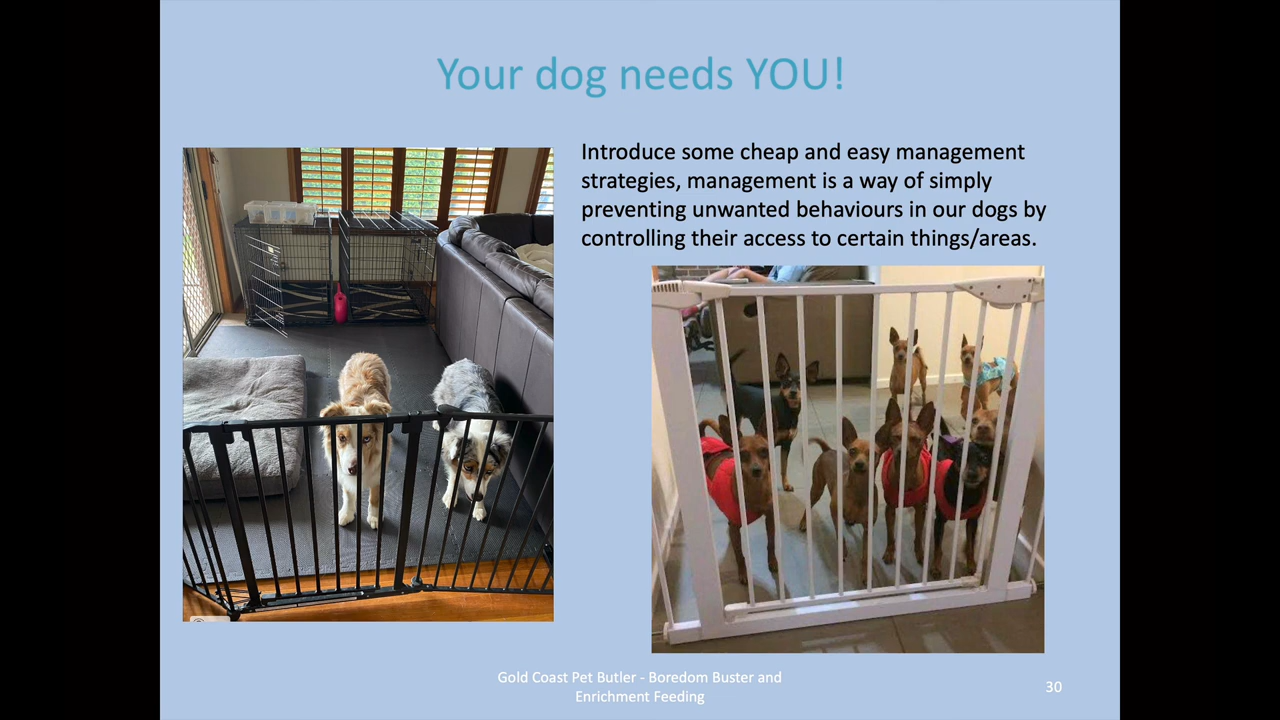 Your dog needs YOU!
Introduce some cheap and easy management
strategies, management is a way of simply
preventing unwanted behaviours in our dogs by
controlling their access to certain things/areas.
Gold Coast Pet Butler - Boredom Buster and
Enrichment Feeding
30